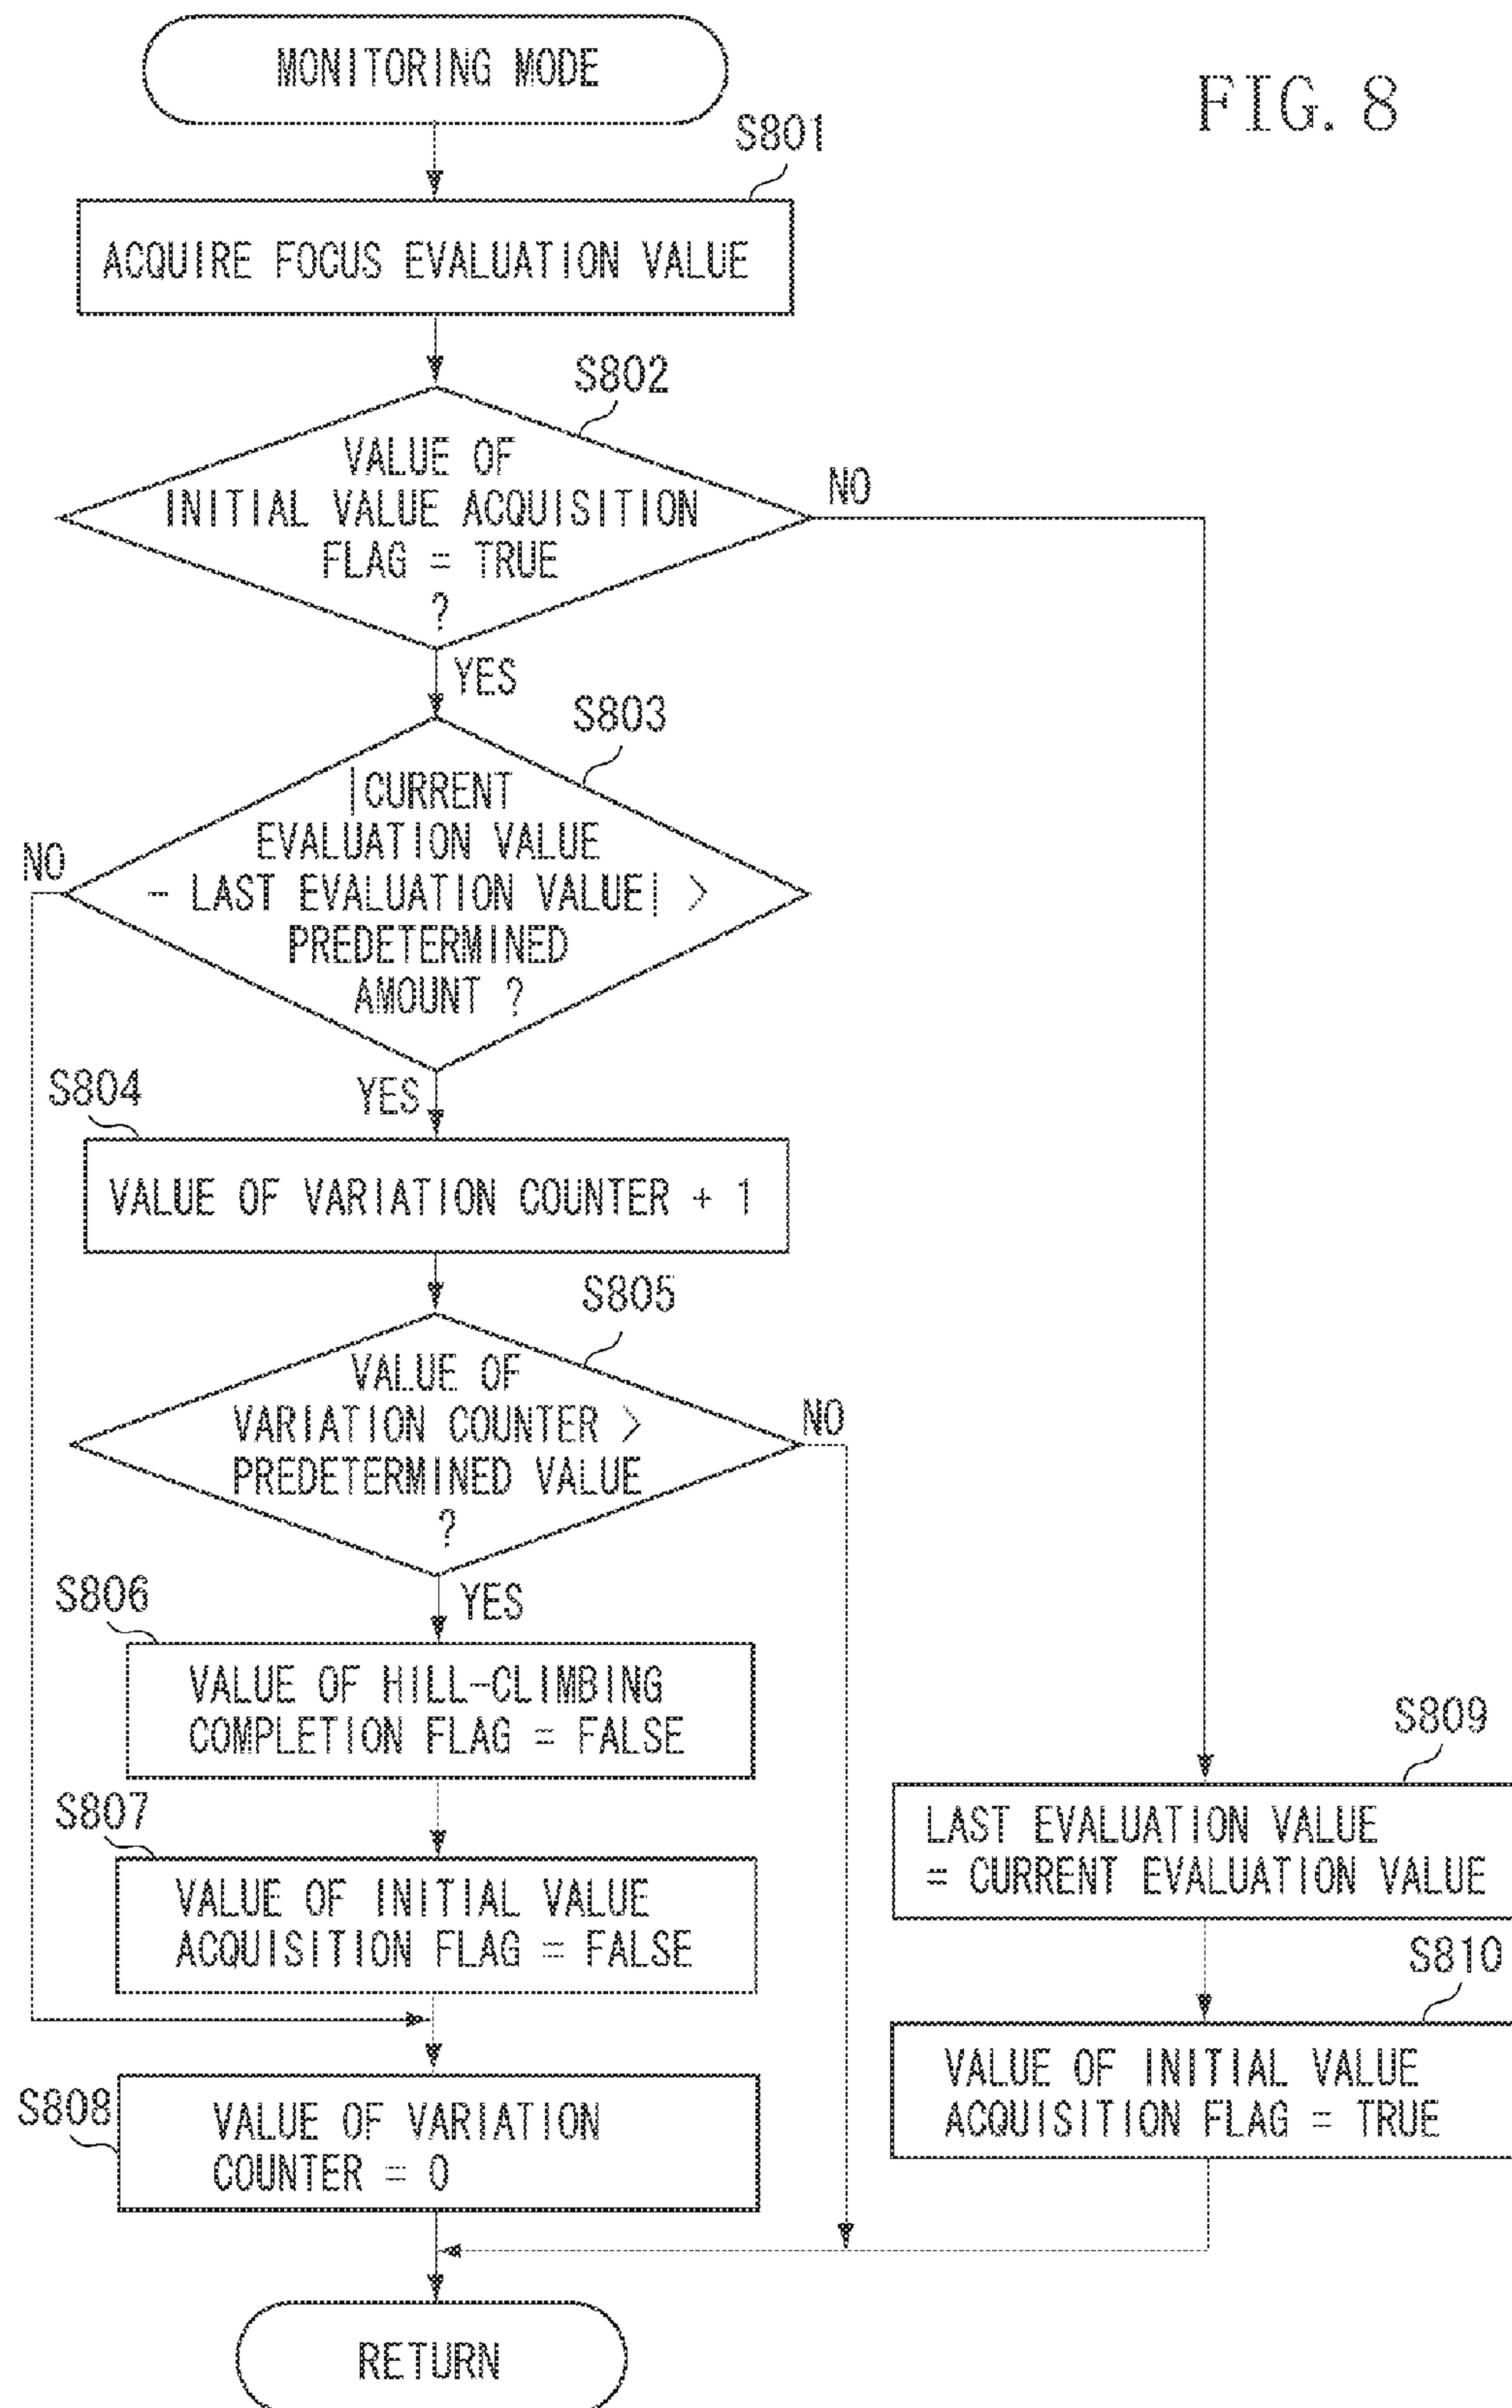 MONITORING MODE
FIG. 8
S801
ACQUIRE FOCUS EVALUATION VALUE
S802
VALUE OF
INITIAL VALUE ACQUISITION
FLAG = TRUE
?
NO
YES
S803
|CURRENT
EVALUATION VALUE
- LAST EVALUATION VALUE| >
PREDETERMINED
AMOUNT ?
NO
YES
S804
VALUE OF VARIATION COUNTER + 1
S805
VALUE OF
VARIATION COUNTER >
PREDETERMINED VALUE
?
NO
YES
S806
VALUE OF HILL-CLIMBING
COMPLETION FLAG = FALSE
S807
VALUE OF INITIAL VALUE
ACQUISITION FLAG = FALSE
S808
VALUE OF VARIATION
COUNTER = 0
S809
LAST EVALUATION VALUE
= CURRENT EVALUATION VALUE
S810
VALUE OF INITIAL VALUE
ACQUISITION FLAG = TRUE
RETURN